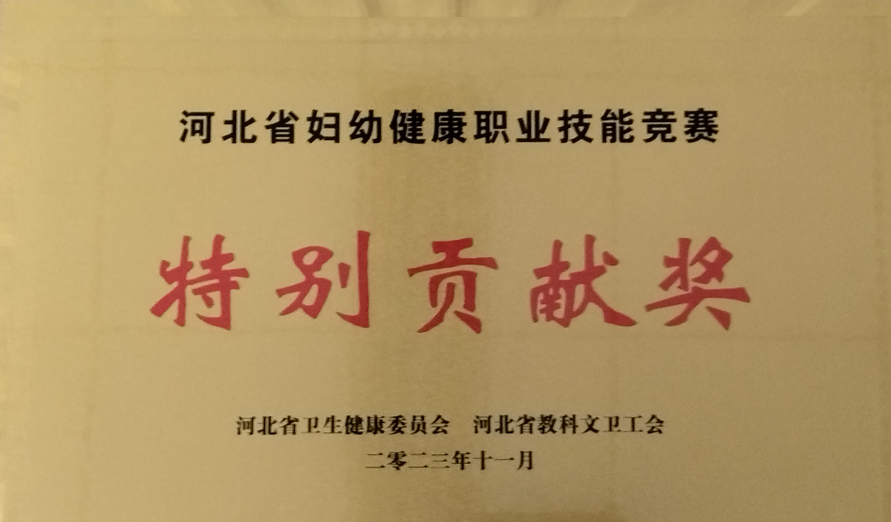 河北省妇幼健康职业技能竞赛
特别贡献奖
河北省卫生健康委员会 河北省教科文卫工会
二零二三年十一月